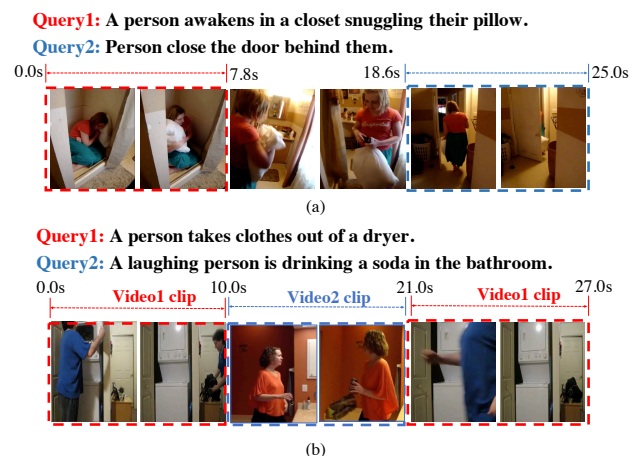 Query1: A person awakens in a closet snuggling their pillow.
Query2: Person close the door behind them.
0.0s 7.8s 18.6s 25.0s
(a)
Query1: A person takes clothes out of a dryer.
Query2: A laughing person is drinking a soda in the bathroom.
0.0s 10.0s 21.0s 27.0s
Video1 clip Video2 clip Video1 clip
(b)